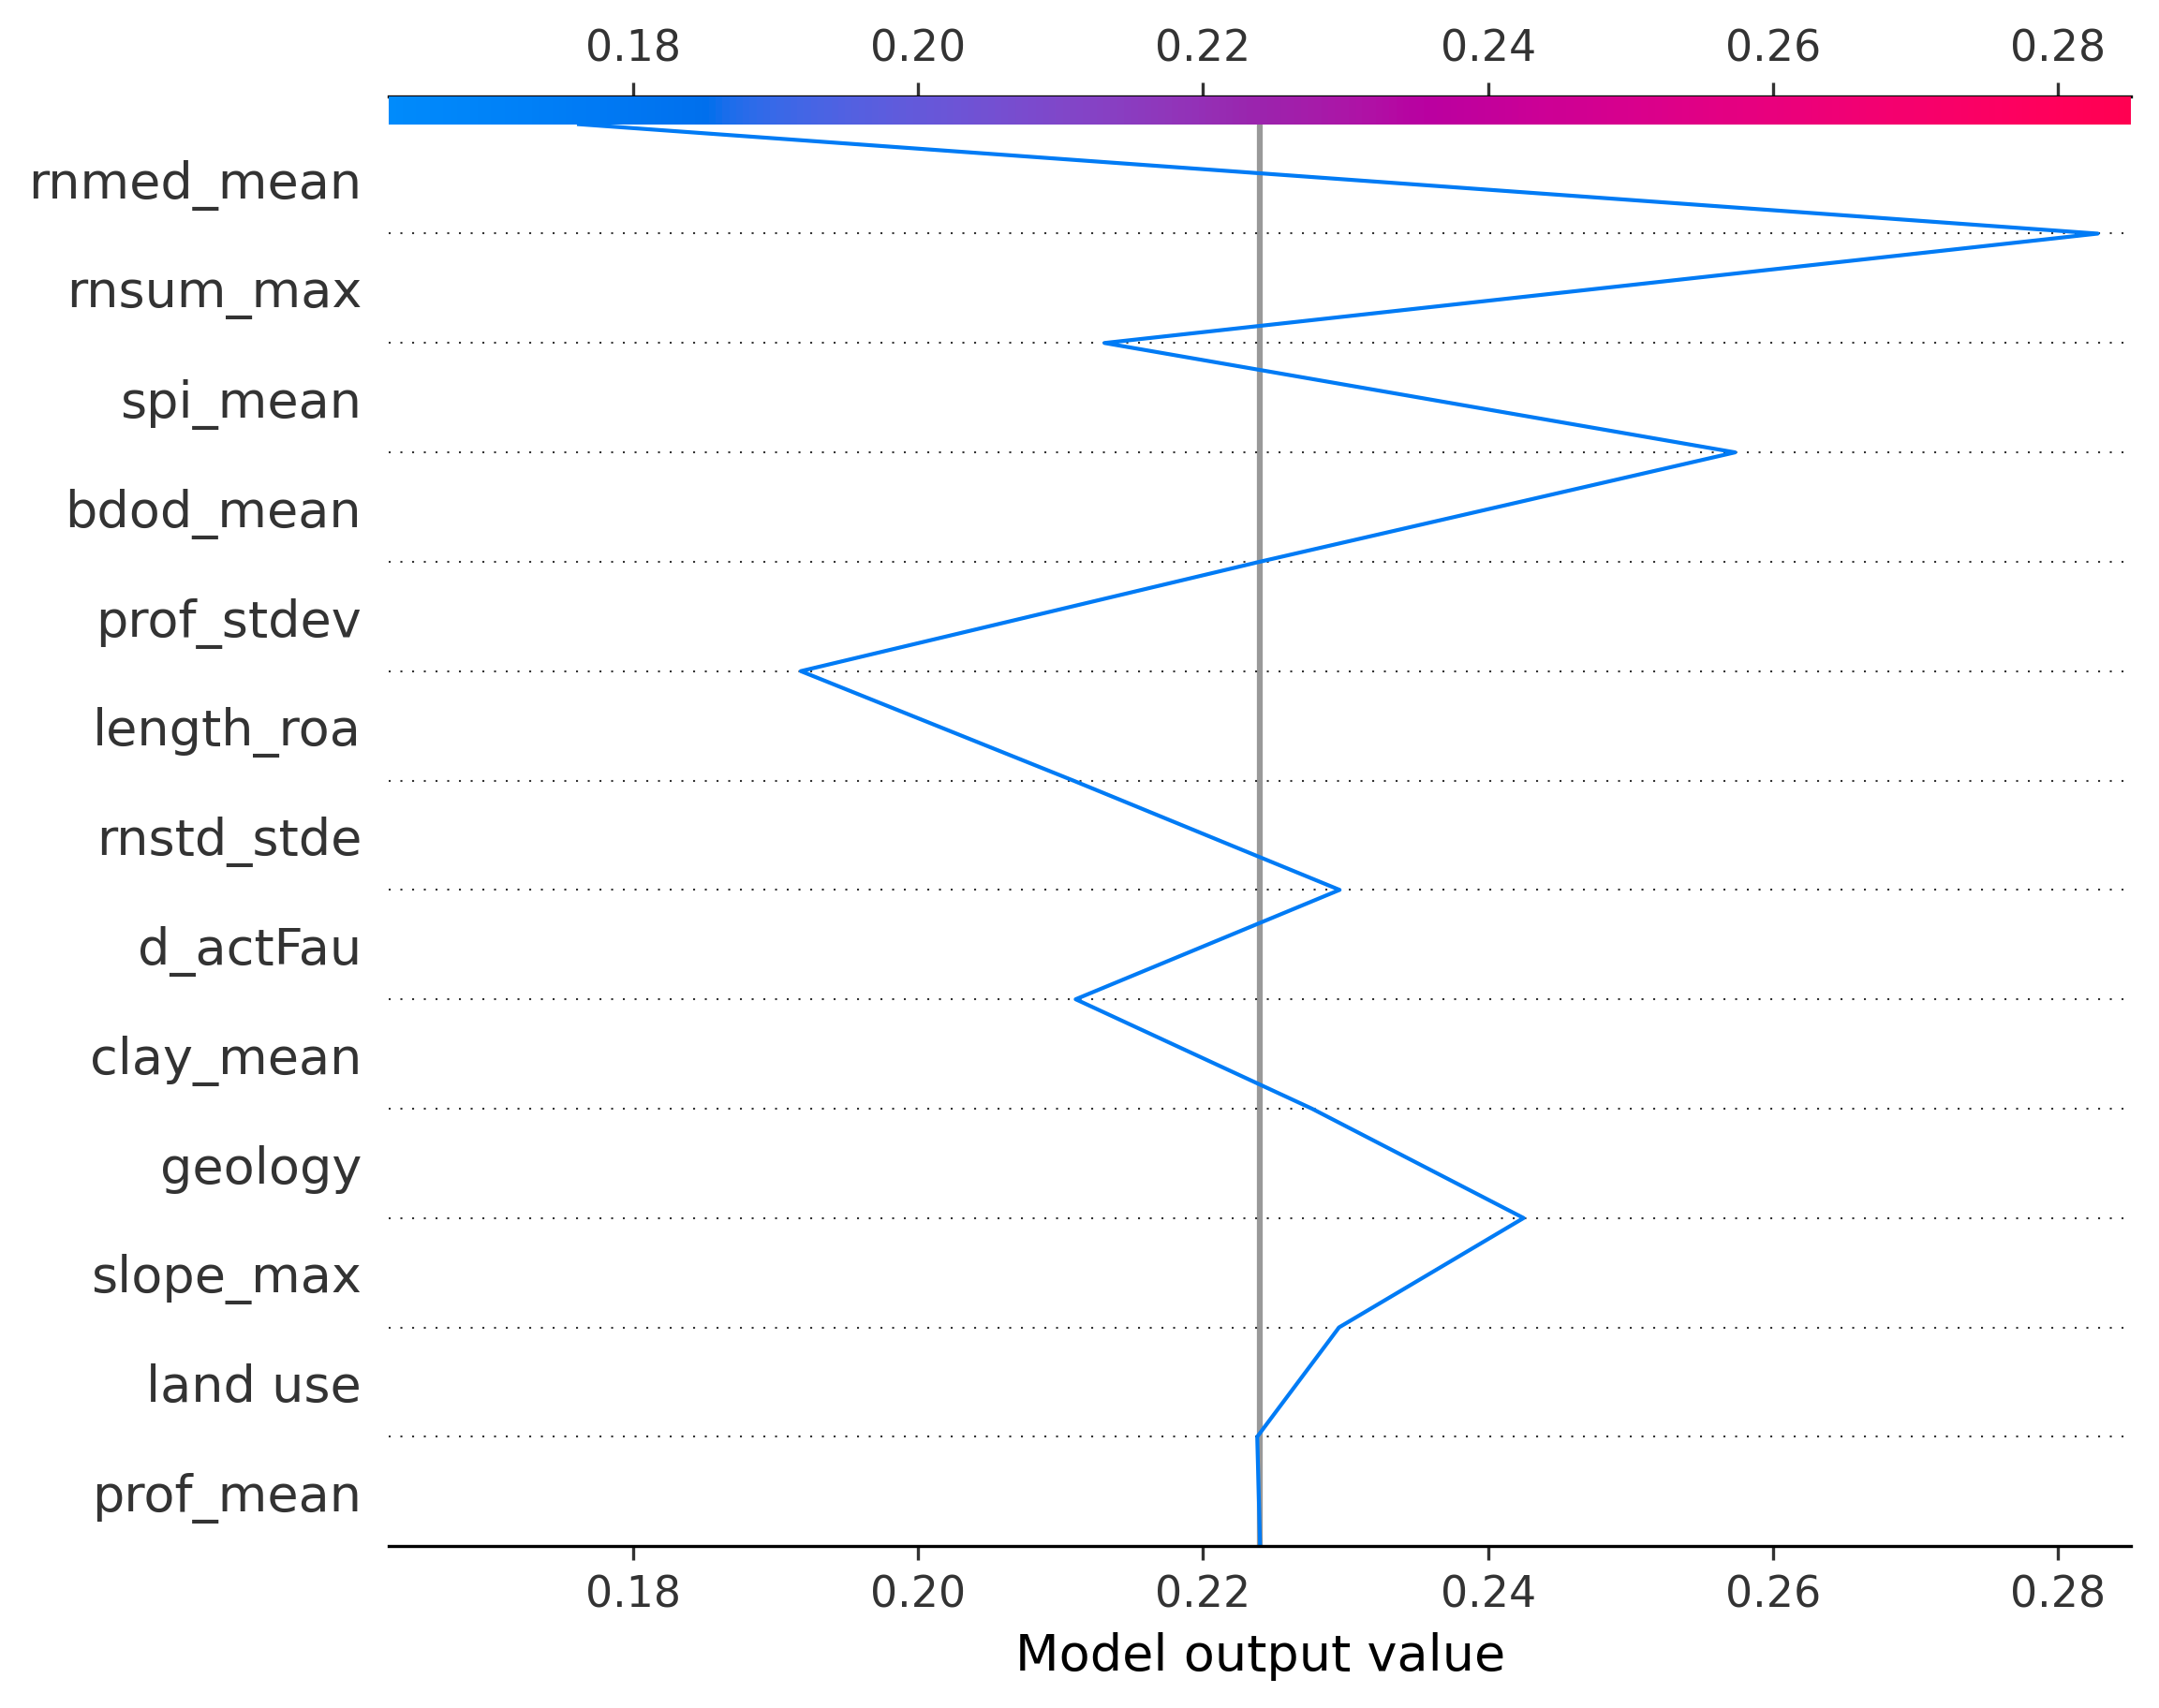 0.18 0.20 0.22 0.24 0.26 0.28
rnmed_mean
rnsum_max
spi_mean
bdod_mean
prof_stdev
length_roa
rnstd_stde
d_actFau
clay_mean
geology
slope_max
land use
prof_mean
0.18 0.20 0.22 0.24 0.26 0.28
Model output value